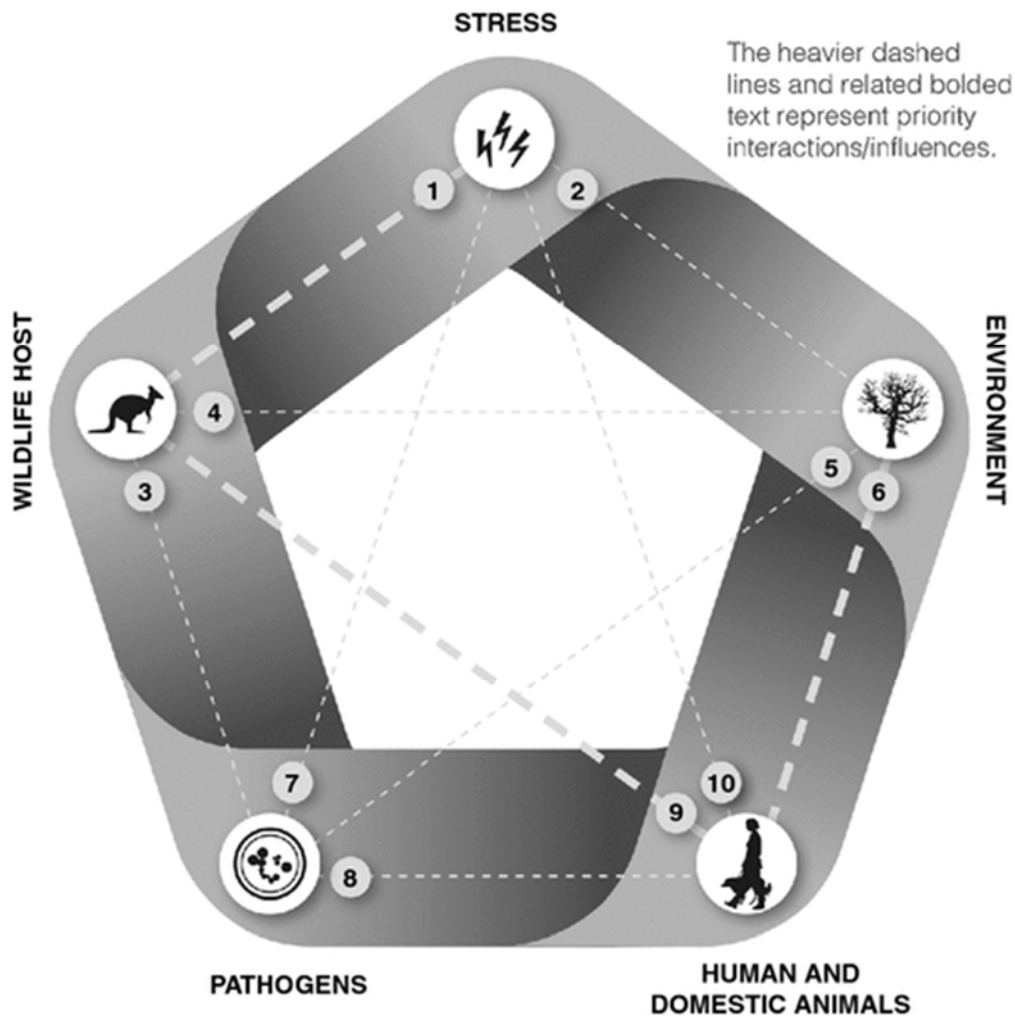 STRESS
The heavier dashed
lines and related bolded
text represent priority
interactions/influences.
1
2
WILDLIFE HOST
ENVIRONMENT
4
3
5
6
7
10
9
8
PATHOGENS
HUMAN AND
DOMESTIC ANIMALS